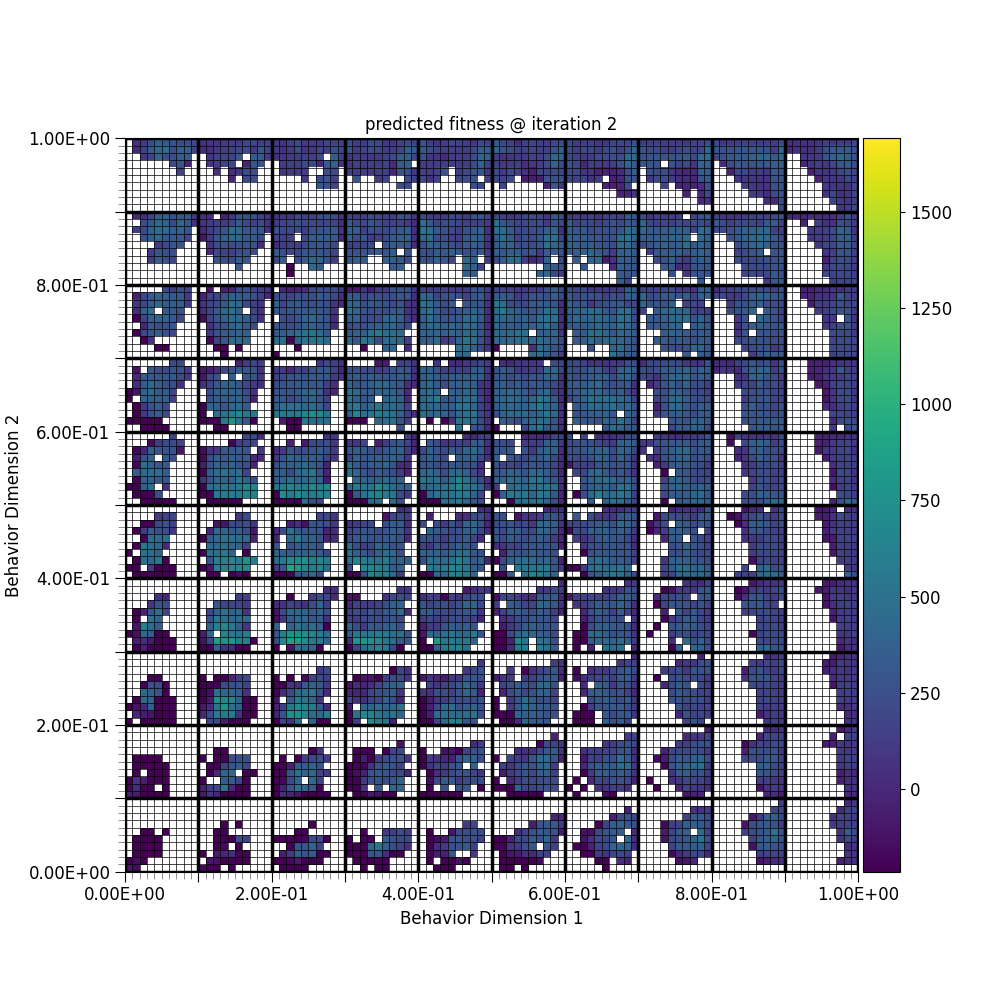 predicted fitness @ iteration 2
1.00E+00
8.00E-01
6.00E-01
4.00E-01
2.00E-01
0.00E+00
Behavior Dimension 2
0.00E+00 2.00E-01 4.00E-01 6.00E-01 8.00E-01 1.00E+00
Behavior Dimension 1
1500
1250
1000
750
500
250
0